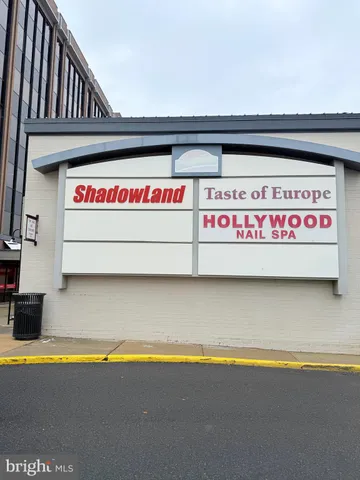 ShadowLand
Taste of Europe
HOLLYWOOD
NAIL SPA
bright MLS